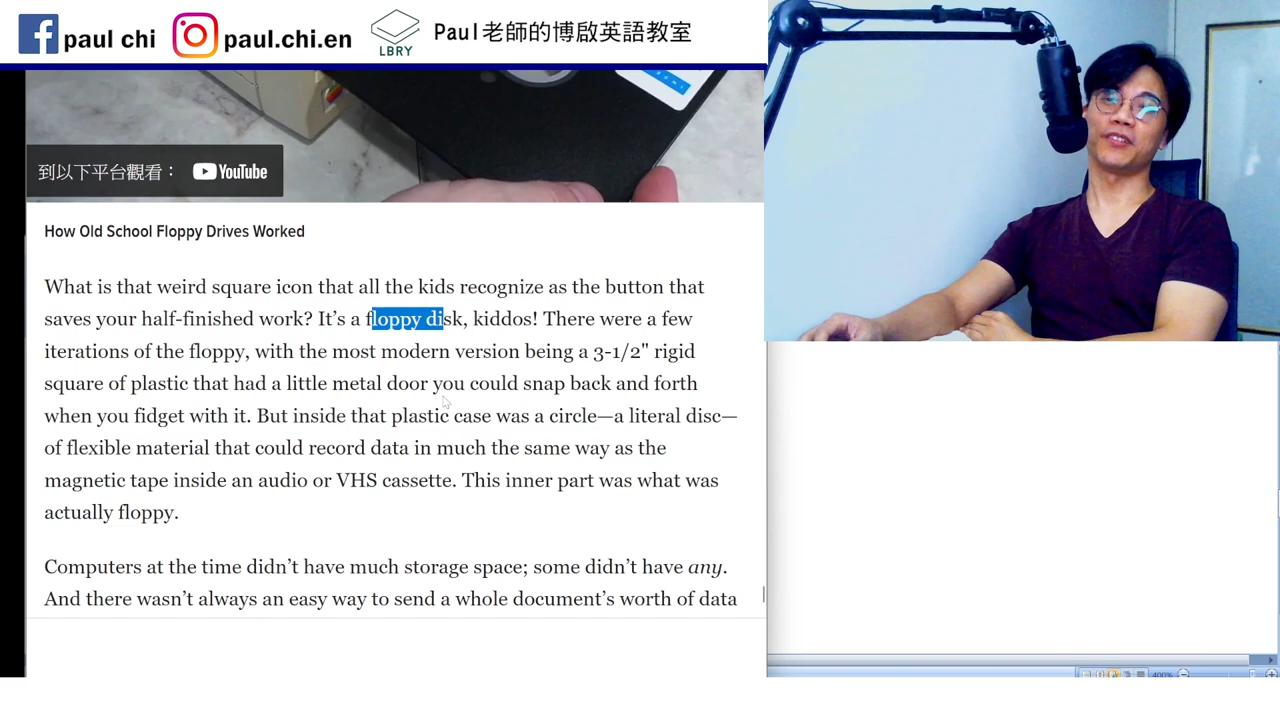 paul chi
paul.chi.en
LBRY
Paul老師的博啟英語教室
到以下平台觀看：
YouTube
How Old School Floppy Drives Worked
What is that weird square icon that all the kids recognize as the button that
saves your half-finished work? It’s a floppy disk, kiddos! There were a few
iterations of the floppy, with the most modern version being a 3-1/2" rigid
square of plastic that had a little metal door you could snap back and forth
when you fidget with it. But inside that plastic case was a circle—a literal disc—
of flexible material that could record data in much the same way as the
magnetic tape inside an audio or VHS cassette. This inner part was what was
actually floppy.
Computers at the time didn’t have much storage space; some didn’t have any.
And there wasn’t always an easy way to send a whole document’s worth of data
400%